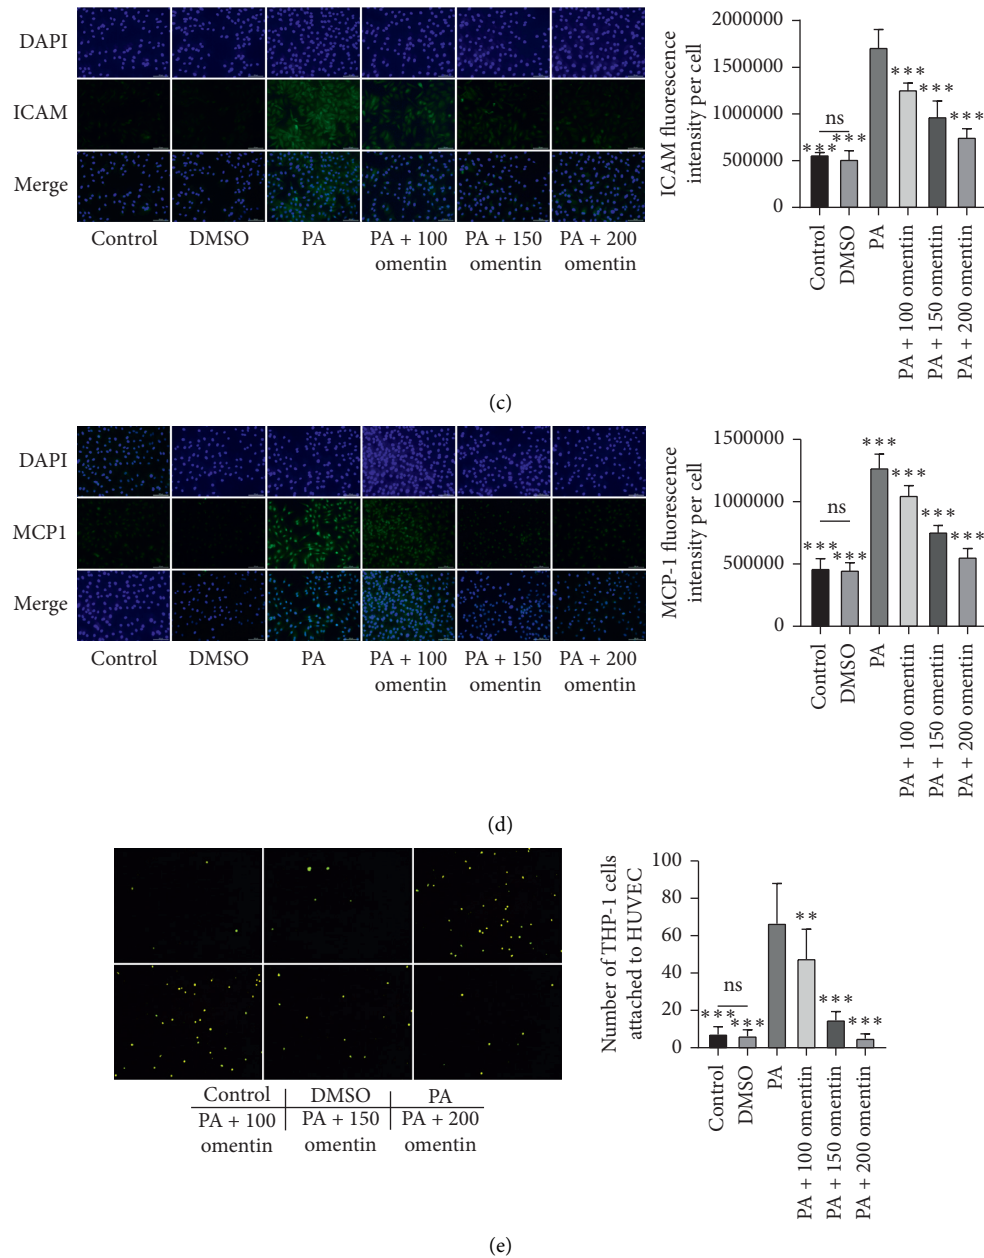 DAPI
ICAM
Merge
Control
DMSO
PA
PA + 100
omentin
PA + 150
omentin
PA + 200
omentin
ICAM fluorescence
intensity per cell
2000000
1500000
1000000
500000
0
***
***
ns
***
***
***
Control
DMSO
PA
PA + 100 omentin
PA + 150 omentin
PA + 200 omentin
(c)
DAPI
MCP1
Merge
Control
DMSO
PA
PA + 100
omentin
PA + 150
omentin
PA + 200
omentin
MCP-1 fluorescence
intensity per cell
1500000
1000000
500000
0
***
***
ns
***
***
***
***
Control
DMSO
PA
PA + 100 omentin
PA + 150 omentin
PA + 200 omentin
(d)
Control
DMSO
PA
PA + 100
omentin
PA + 150
omentin
PA + 200
omentin
Number of THP-1 cells
attached to HUVEC
100
80
60
40
20
0
***
***
ns
**
***
***
Control
DMSO
PA
PA + 100 omentin
PA + 150 omentin
PA + 200 omentin
(e)